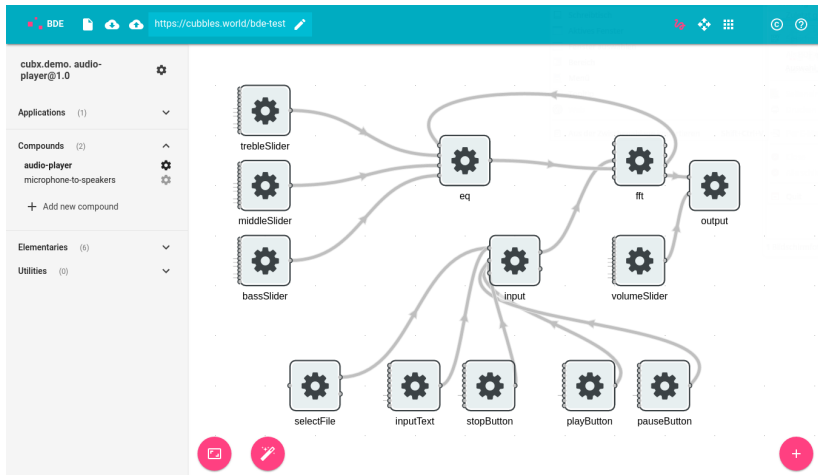 BDE
https://cubbles.world/bde-test
cubx.demo. audio-
player@1.0
Applications (1)
Compounds (2)
audio-player
microphone-to-speakers
+ Add new compound
Elementaries (6)
Utilities (0)
trebleSlider
middleSlider
bassSlider
eq
fft
output
input
volumeSlider
selectFile
inputText
stopButton
playButton
pauseButton